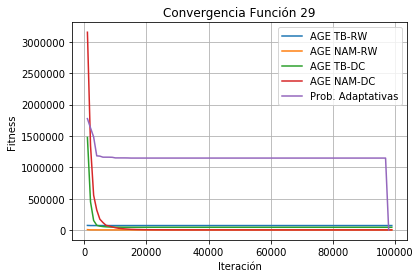 Convergencia Función 29
AGE TB-RW
AGE NAM-RW
AGE TB-DC
AGE NAM-DC
Prob. Adaptativas
Fitness
3000000
2500000
2000000
1500000
1000000
500000
0
0 20000 40000 60000 80000 100000
Iteración